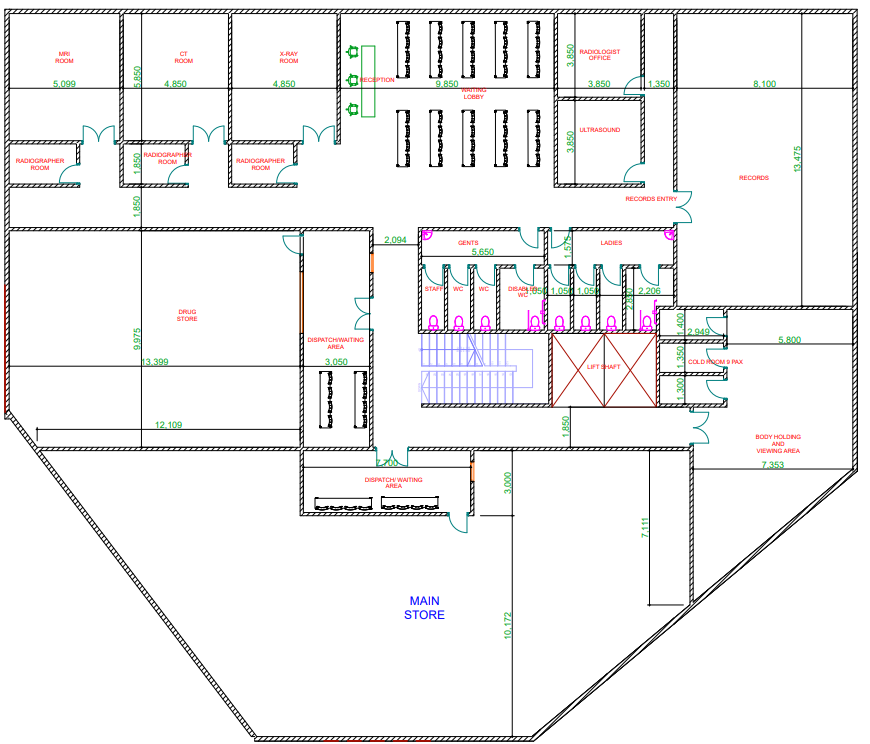 MRI
ROOM
CT
ROOM
X-RAY
ROOM
RADIOLOGIST
OFFICE
3,850
5,850
5,099
4,850
4,850
RECEPTION
9,850
WAITING
LOBBY
3,850
1,350
8,100
ULTRASOUND
3,850
13,475
RADIOGRAPHER
ROOM
RADIOGRAPHER
ROOM
RADIOGRAPHER
ROOM
1,850
RECORDS
1,850
RECORDS ENTRY
2,094
GENTS
5,650
1,575
LADIES
STAFF
WC
WC
DISABLED
WC
1,050
1,050
1,050
2,206
DRUG
STORE
9,975
13,399
DISPATCH/WAITING
AREA
3,050
LIFT SHAFT
1,400
2,949
5,800
1,350
COLD ROOM 9 PAX
1,300
12,109
1,850
BODY HOLDING
AND
VIEWING AREA
7,353
7,700
DISPATCH/ WAITING
AREA
3,000
7,111
MAIN
STORE
10,172